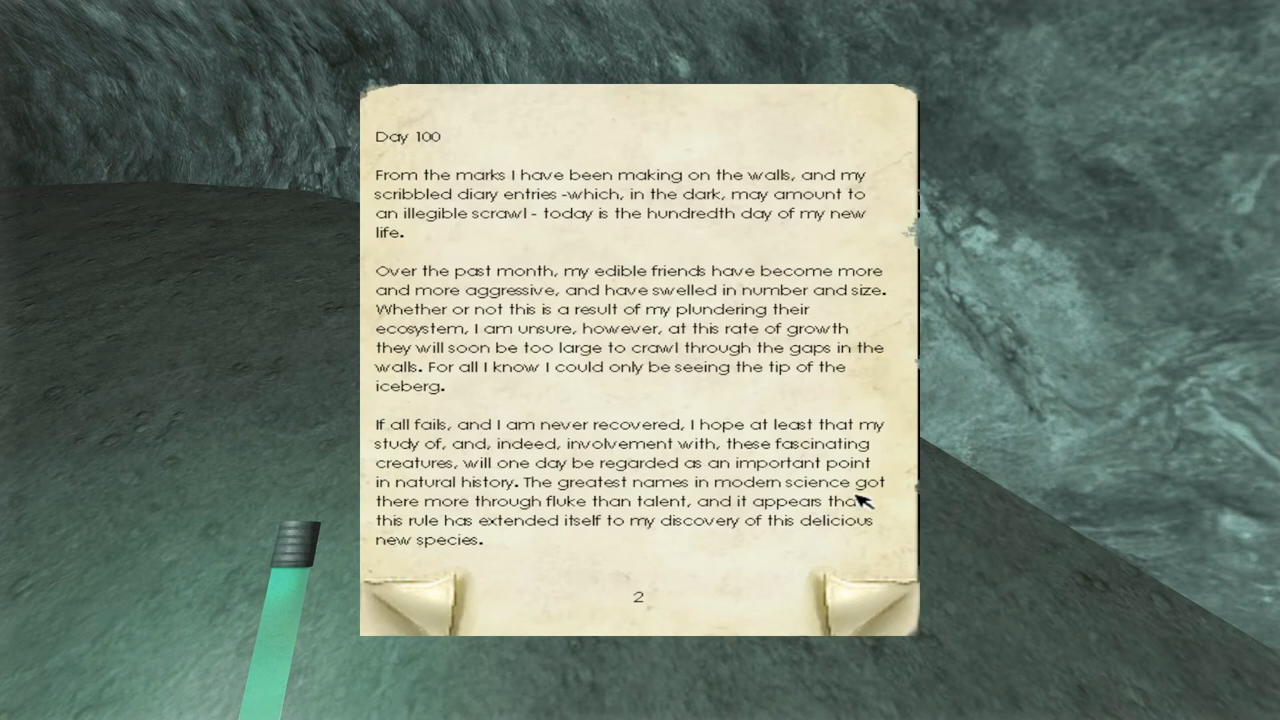 Day 100
From the marks I have been making on the walls, and my
scribbled diary entries -which, in the dark, may amount to
an illegible scrawl - today is the hundredth day of my new
life.
Over the past month, my edible friends have become more
and more aggressive, and have swelled in number and size.
Whether or not this is a result of my plundering their
ecosystem, I am unsure, however, at this rate of growth
they will soon be too large to crawl through the gaps in the
walls. For all I know I could only be seeing the tip of the
iceberg.
If all fails, and I am never recovered, I hope at least that my
study of, and, indeed, involvement with, these fascinating
creatures, will one day be regarded as an important point
in natural history. The greatest names in modern science got
there more through fluke than talent, and it appears that
this rule has extended itself to my discovery of this delicious
new species.
2